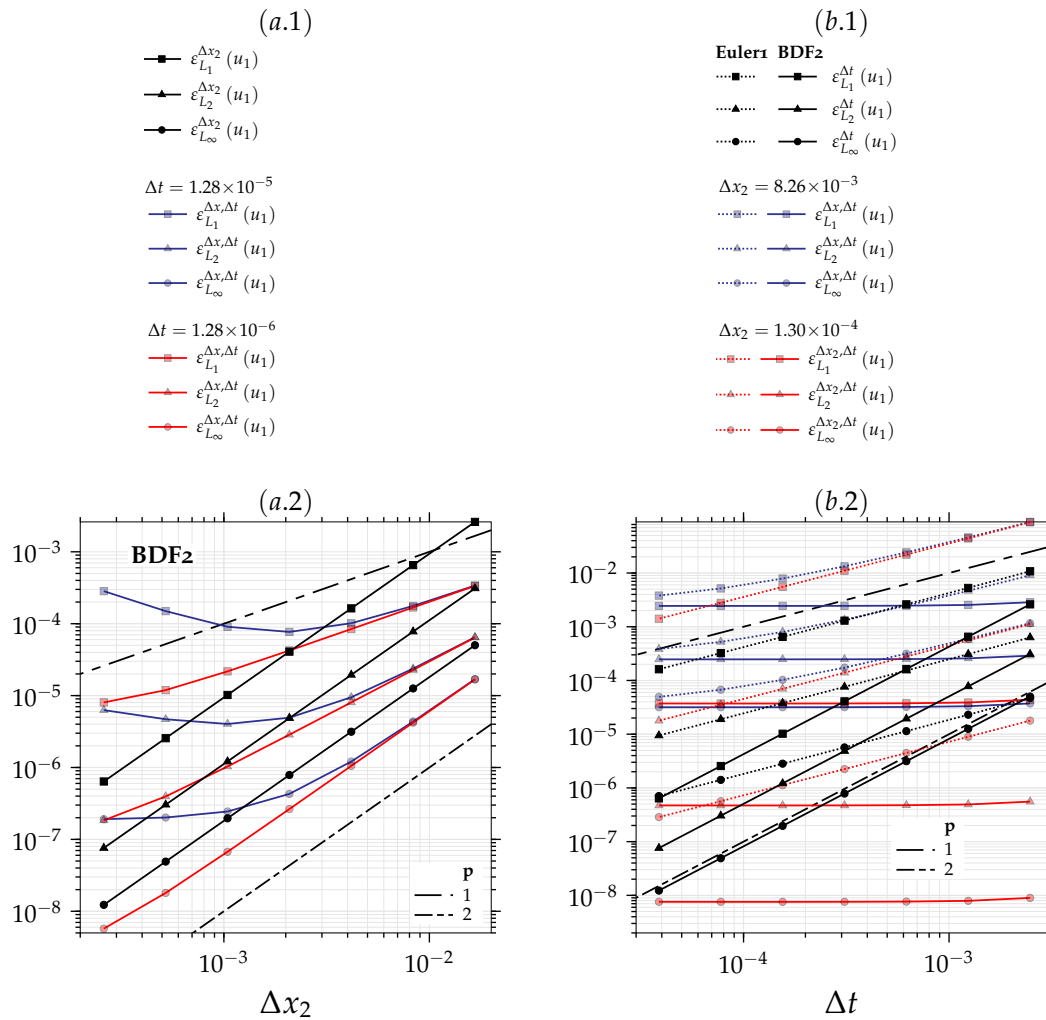 (a.1)
ε_{L_1}^{Δx_2} (u_1)
ε_{L_2}^{Δx_2} (u_1)
ε_{L_∞}^{Δx_2} (u_1)
Δt = 1.28×10^{-5}
ε_{L_1}^{Δx,Δt} (u_1)
ε_{L_2}^{Δx,Δt} (u_1)
ε_{L_∞}^{Δx,Δt} (u_1)
Δt = 1.28×10^{-6}
ε_{L_1}^{Δx,Δt} (u_1)
ε_{L_2}^{Δx,Δt} (u_1)
ε_{L_∞}^{Δx,Δt} (u_1)
(b.1)
Euler1 BDF2
ε_{L_1}^{Δt} (u_1)
ε_{L_2}^{Δt} (u_1)
ε_{L_∞}^{Δt} (u_1)
Δx_2 = 8.26×10^{-3}
ε_{L_1}^{Δx,Δt} (u_1)
ε_{L_2}^{Δx,Δt} (u_1)
ε_{L_∞}^{Δx,Δt} (u_1)
Δx_2 = 1.30×10^{-4}
ε_{L_1}^{Δx_2,Δt} (u_1)
ε_{L_2}^{Δx_2,Δt} (u_1)
ε_{L_∞}^{Δx_2,Δt} (u_1)
(a.2)
BDF2
10^{-3}
10^{-4}
10^{-5}
10^{-6}
10^{-7}
10^{-8}
p
1
2
10^{-3} 10^{-2}
Δx_2
(b.2)
10^{-2}
10^{-3}
10^{-4}
10^{-5}
10^{-6}
10^{-7}
10^{-8}
p
1
2
10^{-4} 10^{-3}
Δt